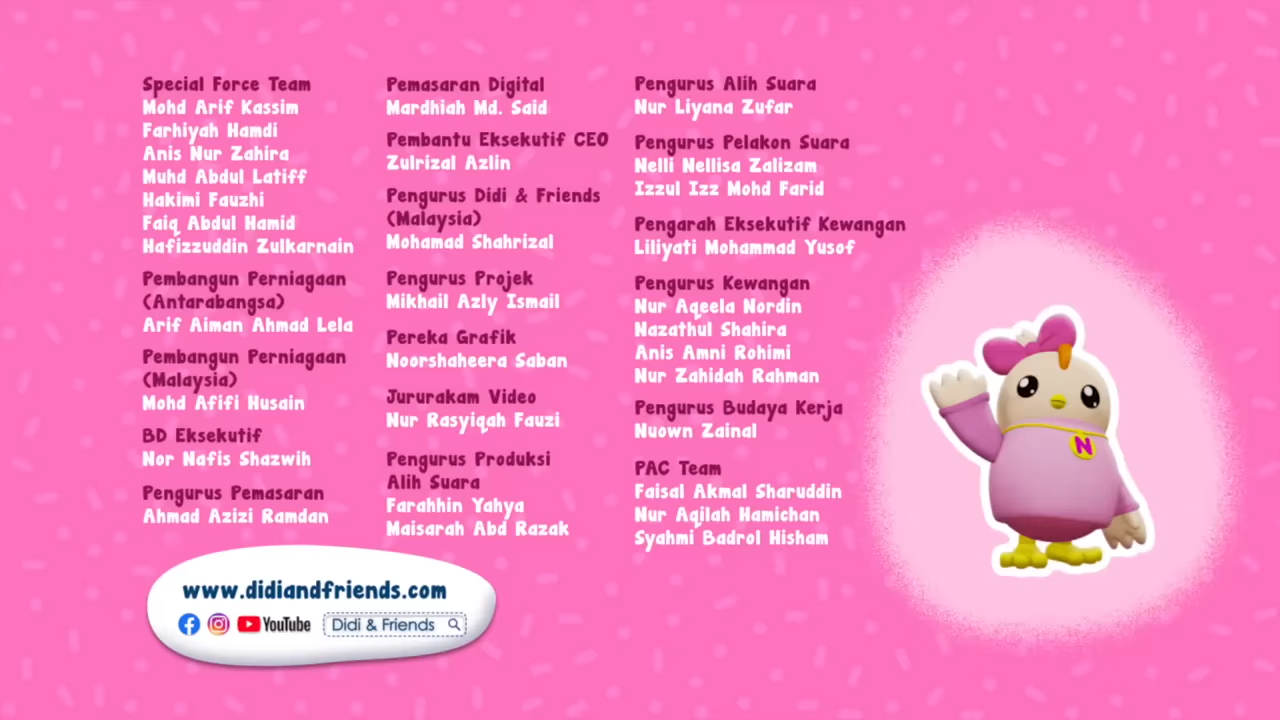 Special Force Team
Mohd Arif Kassim
Farhiyah Hamdi
Anis Nur Zahira
Muhd Abdul Latiff
Hakimi Fauzhi
Faiq Abdul Hamid
Hafizzuddin Zulkarnain
Pembangun Perniagaan
(Antarabangsa)
Arif Aiman Ahmad Lela
Pembangun Perniagaan
(Malaysia)
Mohd Afifi Husain
BD Eksekutif
Nor Nafis Shazwih
Pengurus Pemasaran
Ahmad Azizi Ramdan
Pemasaran Digital
Mardhiah Md. Said
Pembantu Eksekutif CEO
Zulrizal Azlin
Pengurus Didi & Friends
(Malaysia)
Mohamad Shahrizal
Pengurus Projek
Mikhail Azly Ismail
Pereka Grafik
Noorshaheera Saban
Jururakam Video
Nur Rasyiqah Fauzi
Pengurus Produksi
Alih Suara
Farahhin Yahya
Maisarah Abd Razak
Pengurus Alih Suara
Nur Liyana Zufar
Pengurus Pelakon Suara
Nelli Nellisa Zalizam
Izzul Izz Mohd Farid
Pengarah Eksekutif Kewangan
Liliyati Mohammad Yusof
Pengurus Kewangan
Nur Aqeela Nordin
Nazathul Shahira
Anis Amni Rohimi
Nur Zahidah Rahman
Pengurus Budaya Kerja
Nuown Zainal
PAC Team
Faisal Akmal Sharuddin
Nur Aqilah Hamichan
Syahmi Badrol Hisham
N
www.didiandfriends.com
YouTube
Didi & Friends